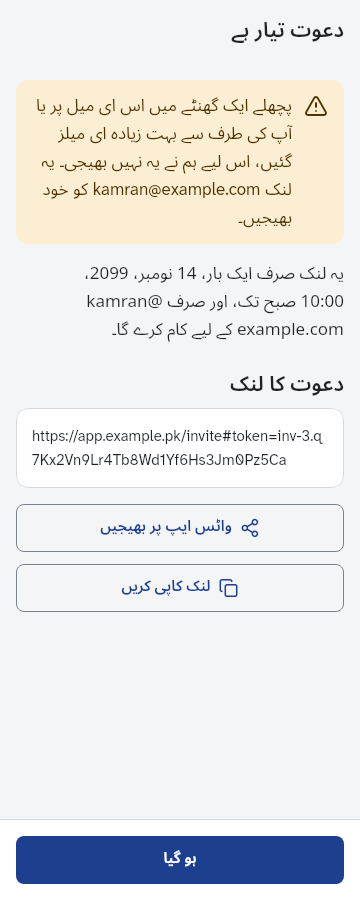 دعوت تیار ہے
پچھلے ایک گھنٹے میں اس ای میل پر یا
آپ کی طرف سے بہت زیادہ ای میلز
گئیں، اس لیے ہم نے یہ نہیں بھیجی۔ یہ
لنک kamran@example.com کو خود
بھیجیں۔
یہ لنک صرف ایک بار، 14 نومبر، 2099،
10:00 صبح تک، اور صرف kamran@
example.com کے لیے کام کرے گا۔
دعوت کا لنک
https://app.example.pk/invite#token=inv-3.q
7Kx2Vn9Lr4Tb8Wd1Yf6Hs3Jm0Pz5Ca
واٹس ایپ پر بھیجیں
لنک کاپی کریں
ہو گیا